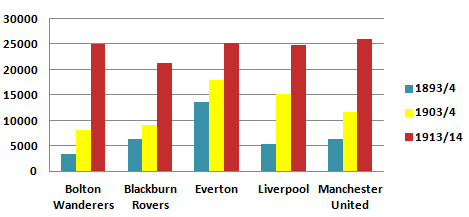 30000
25000
20000
15000
10000
5000
0
Bolton Wanderers
Blackburn Rovers
Everton
Liverpool
Manchester United
1893/4
1903/4
1913/14